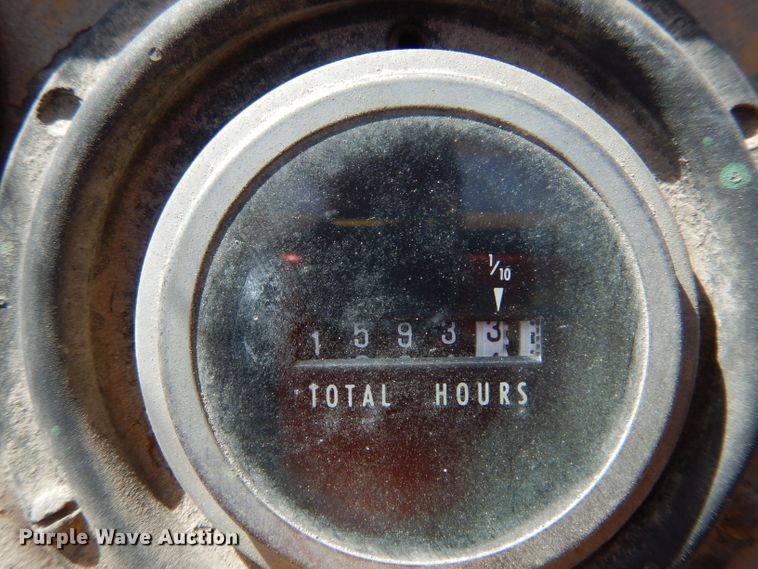 1/10
1 5 9 3 3
TOTAL HOURS
Purple Wave Auction